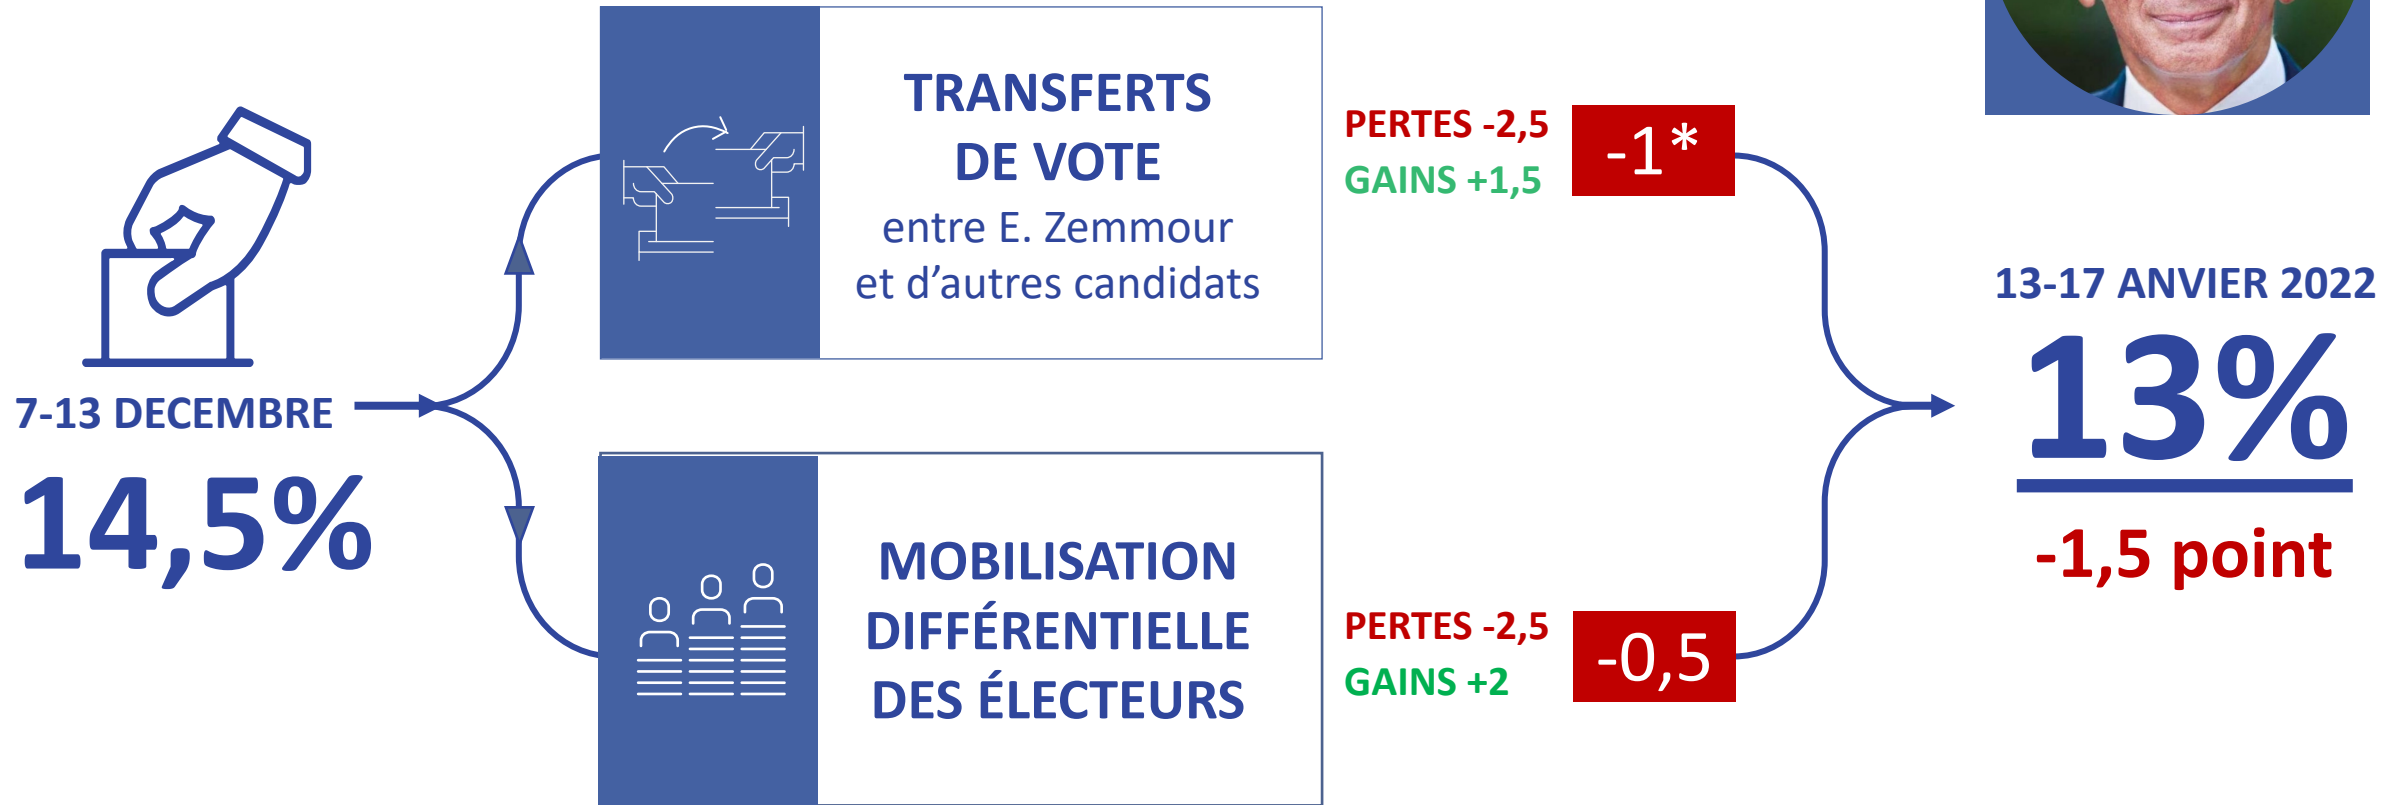 7-13 DECEMBRE
14,5%
TRANSFERTS
DE VOTE
entre E. Zemmour
et d’autres candidats
PERTES -2,5
GAINS +1,5
-1*
MOBILISATION
DIFFÉRENTIELLE
DES ÉLECTEURS
PERTES -2,5
GAINS +2
-0,5
13-17 ANVIER 2022
13%
-1,5 point